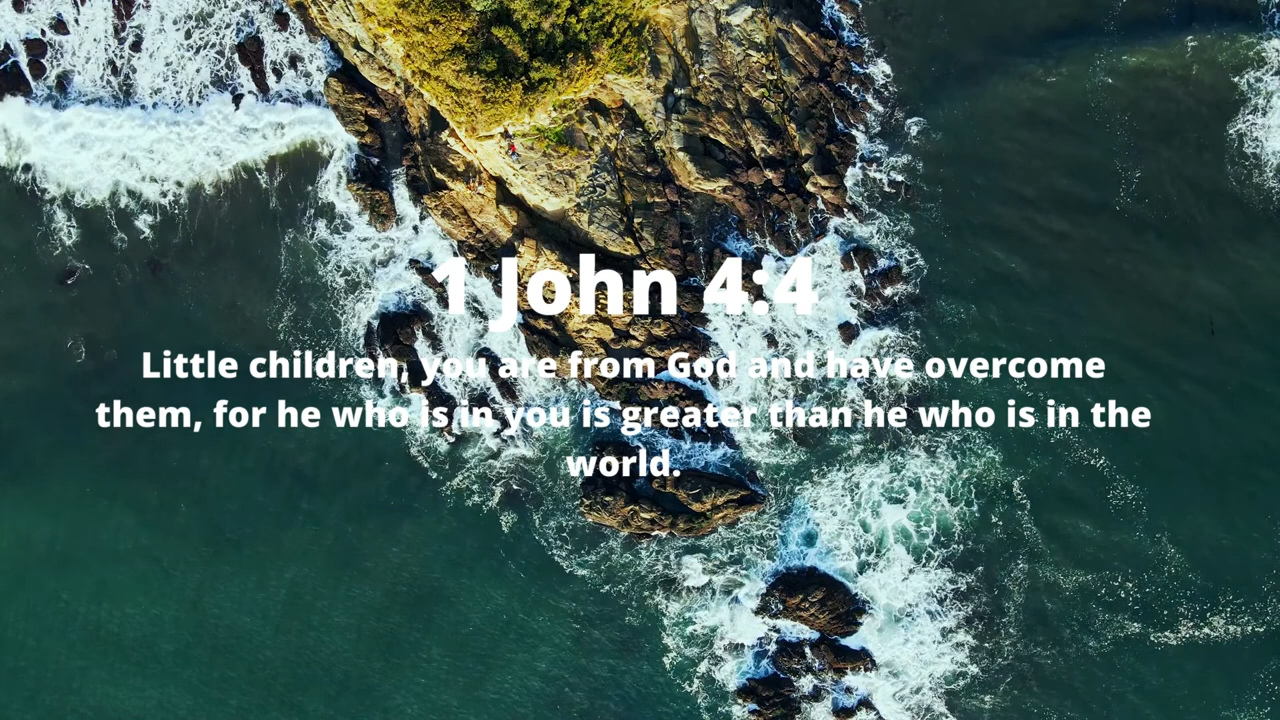 1 John 4:4
Little children, you are from God and have overcome
them, for he who is in you is greater than he who is in the
world.